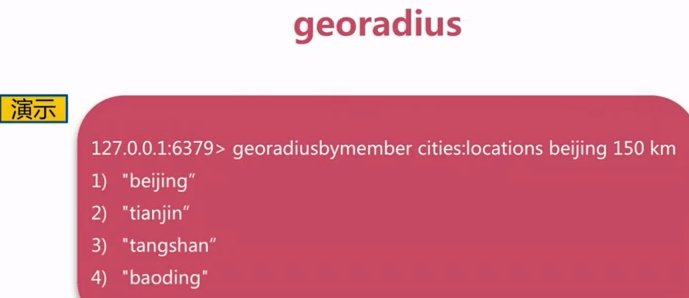 georadius
演示
127.0.0.1:6379> georadiusbymember cities:locations beijing 150 km
1) "beijing”
2) "tianjin”
3) "tangshan”
4) "baoding"